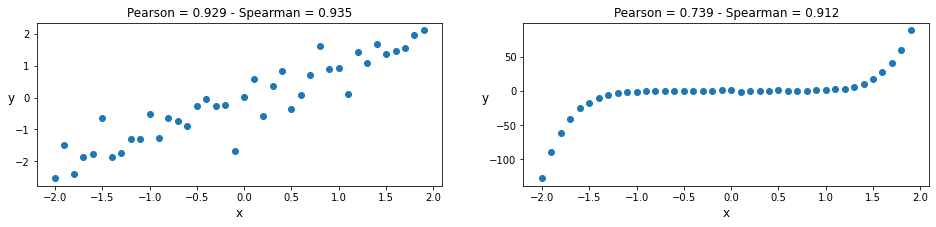 Pearson = 0.929 - Spearman = 0.935
2
1
0
−1
−2
y
−2.0 −1.5 −1.0 −0.5 0.0 0.5 1.0 1.5 2.0
x
Pearson = 0.739 - Spearman = 0.912
50
0
−50
−100
y
−2.0 −1.5 −1.0 −0.5 0.0 0.5 1.0 1.5 2.0
x